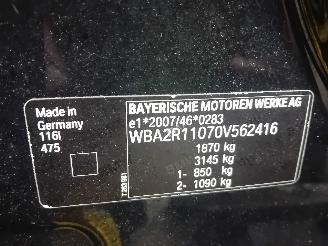 BAYERISCHE MOTOREN WERKE AG
e1*2007/46*0283
WBA2R11070V562416
Made in
Germany
116I
475
1870 kg
3145 kg
1- 850 kg
2- 1090 kg